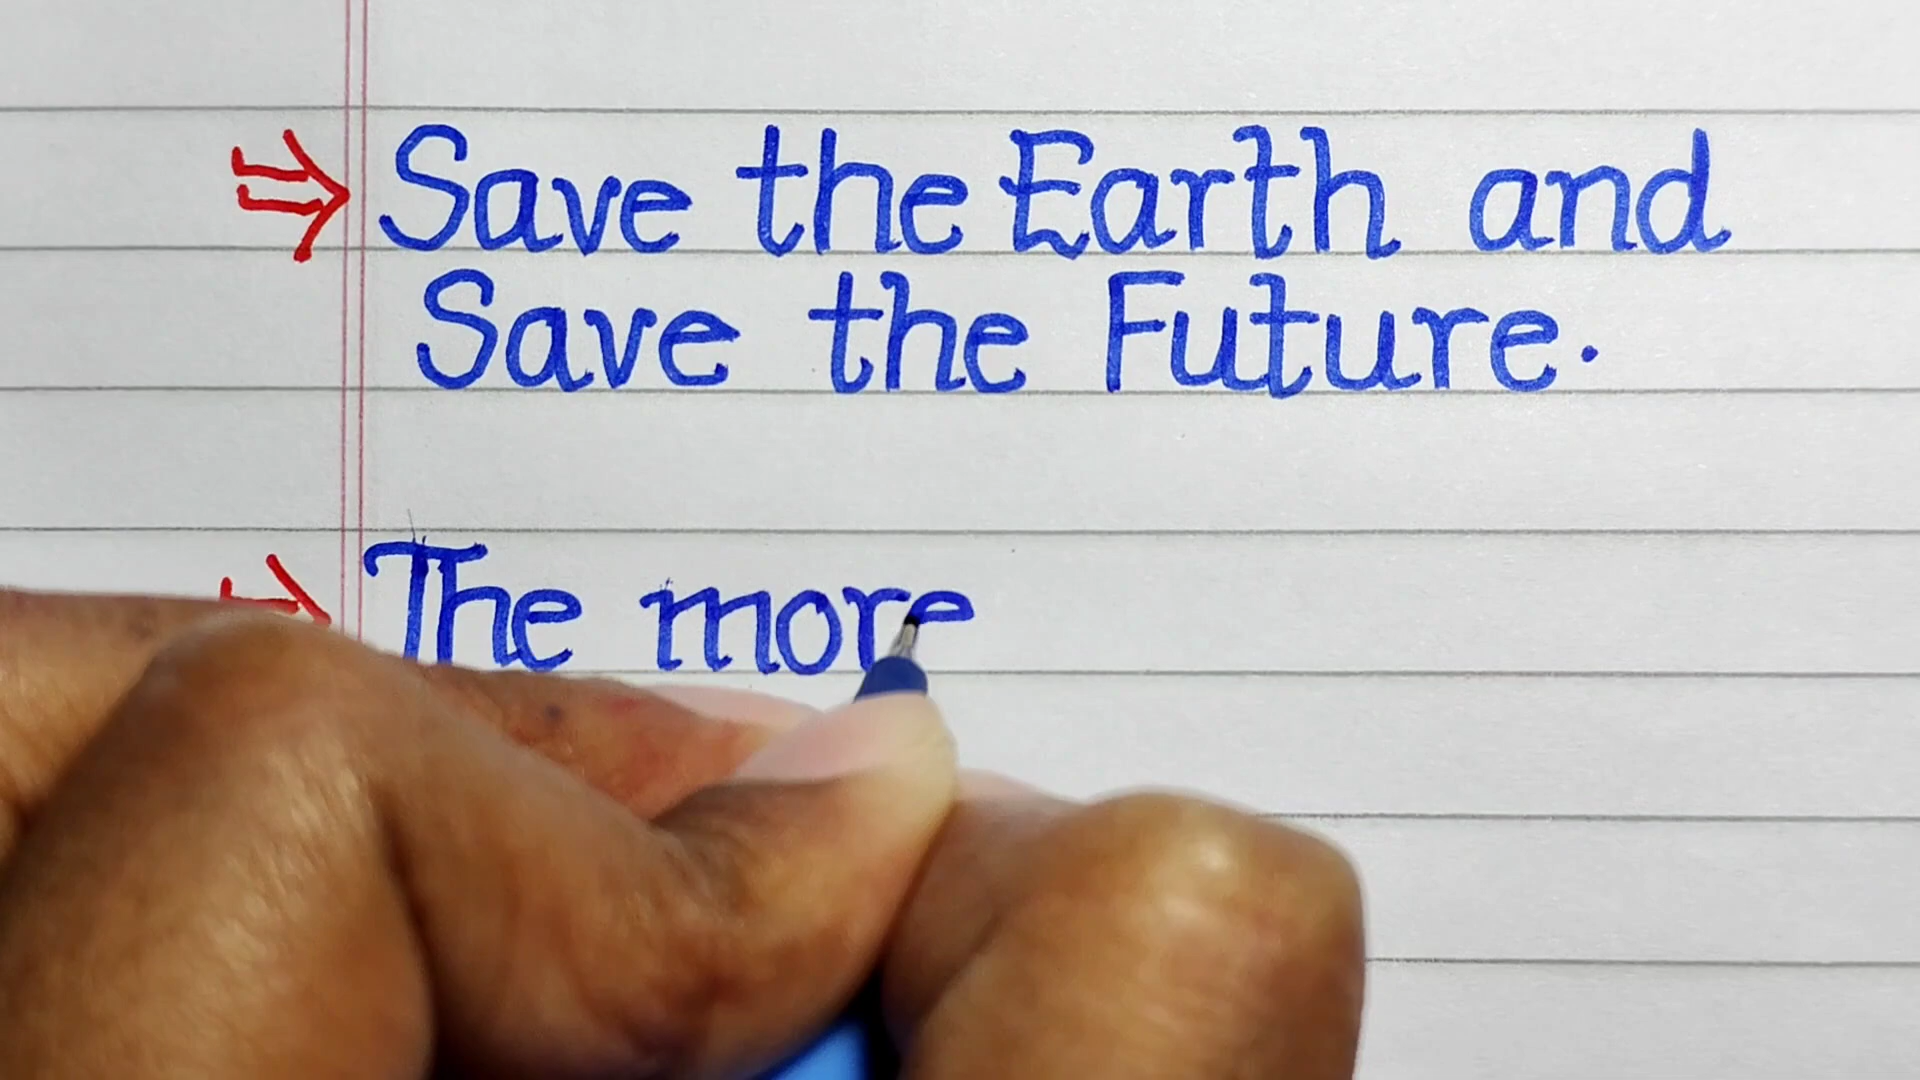 ⇒ Save the Earth and
Save the Future.
⇒ The more